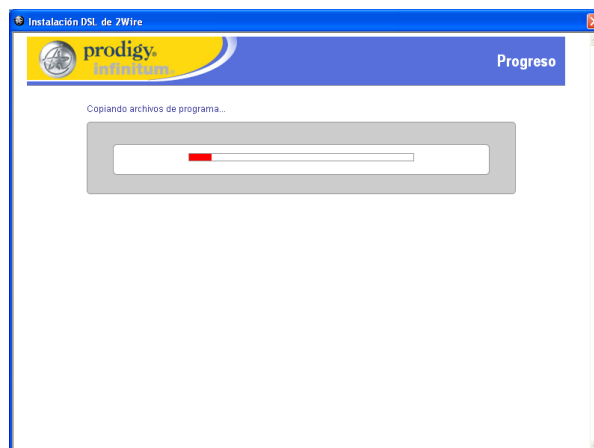 Instalación DSL de 2Wire
prodigy.
infinitum.
Progreso
Copiando archivos de programa...